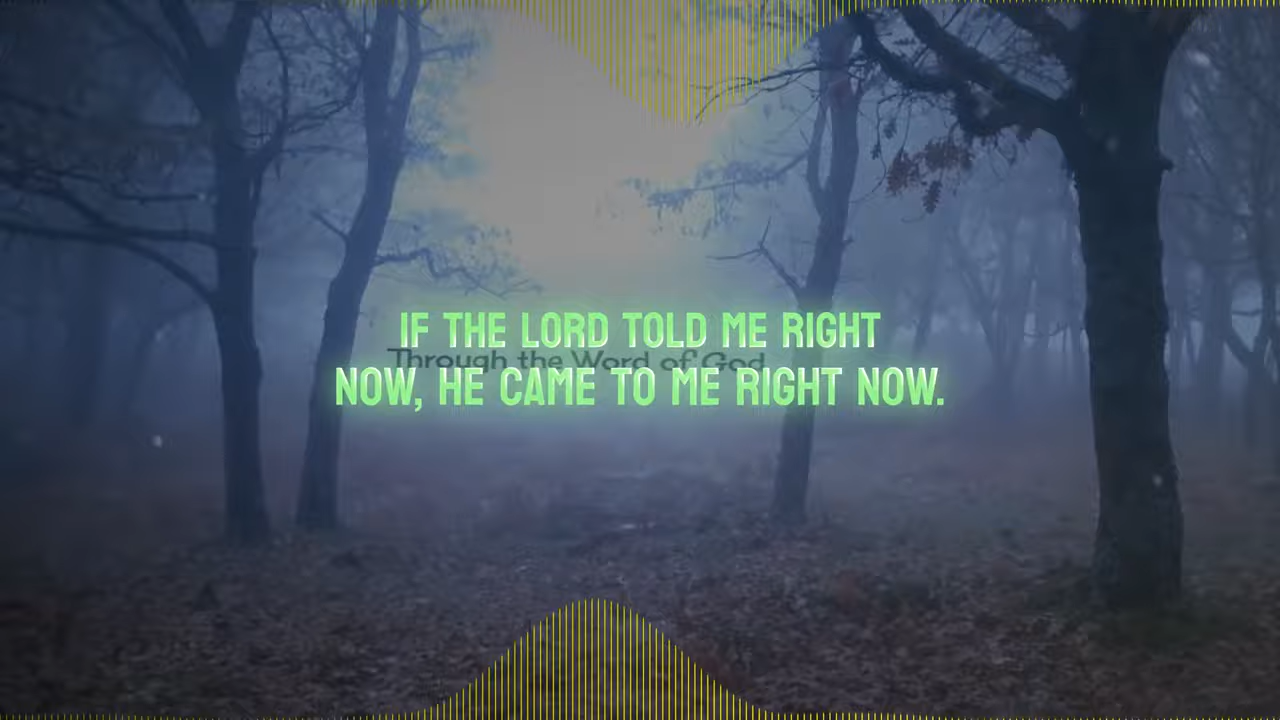 IF THE LORD TOLD ME RIGHT
Through the Word of God
NOW, HE CAME TO ME RIGHT NOW.